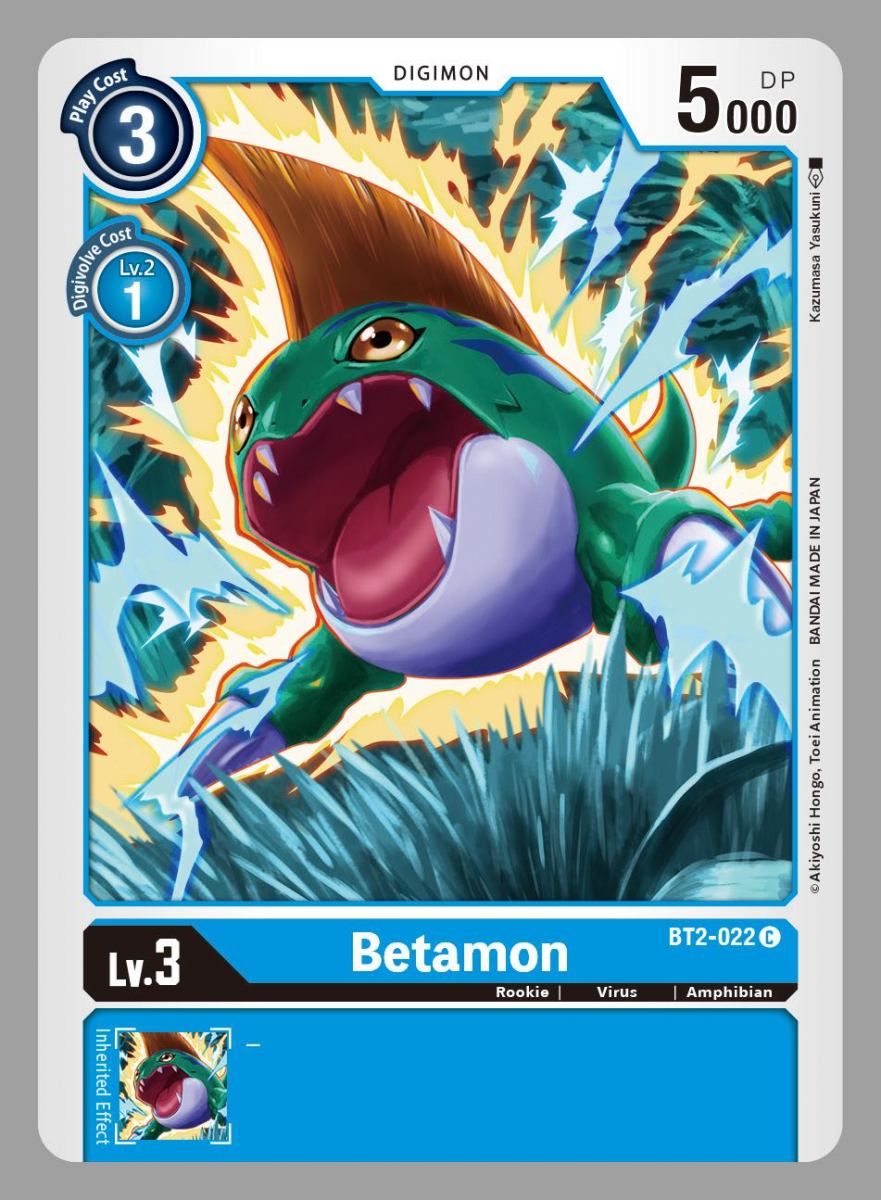 Play Cost
3
DIGIMON
5000
DP
Digivolve Cost
Lv.2
1
Kazumasa Yasukuni
© Akiyoshi Hongo, Toei Animation BANDAI MADE IN JAPAN
Lv.3
Betamon
BT2-022 C
Rookie | Virus | Amphibian
Inherited Effect
–